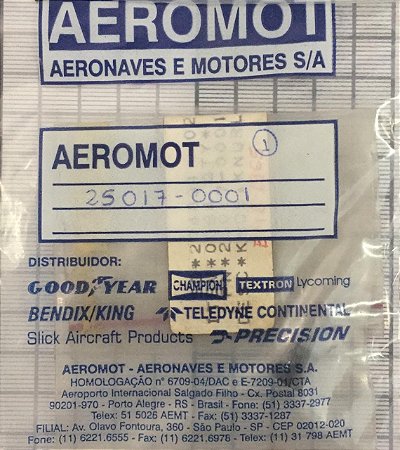 AEROMOT
AERONAVES E MOTORES S/A
AEROMOT 1
25017-0001
DISTRIBUIDOR:
GOODYEAR CHAMPION TEXTRON Lycoming
BENDIX/KING TELEDYNE CONTINENTAL
Slick Aircraft Products PRECISION
AEROMOT - AERONAVES E MOTORES S.A.
HOMOLOGAÇÃO n° 6709-04/DAC e E-7209-01/CTA
Aeroporto Internacional Salgado Filho - Cx. Postal 8031
90201-970 - Porto Alegre - RS - Brasil - Fone: (51) 3337-2977
Telex: 51 5026 AEMT - Fax: (51) 3337-1287
FILIAL: Av. Olavo Fontoura, 360 - São Paulo - SP - CEP 02012-020
Fone: (11) 6221.6555 - Fax: (11) 6221.6978 - Telex: (11) 31 798 AEMT